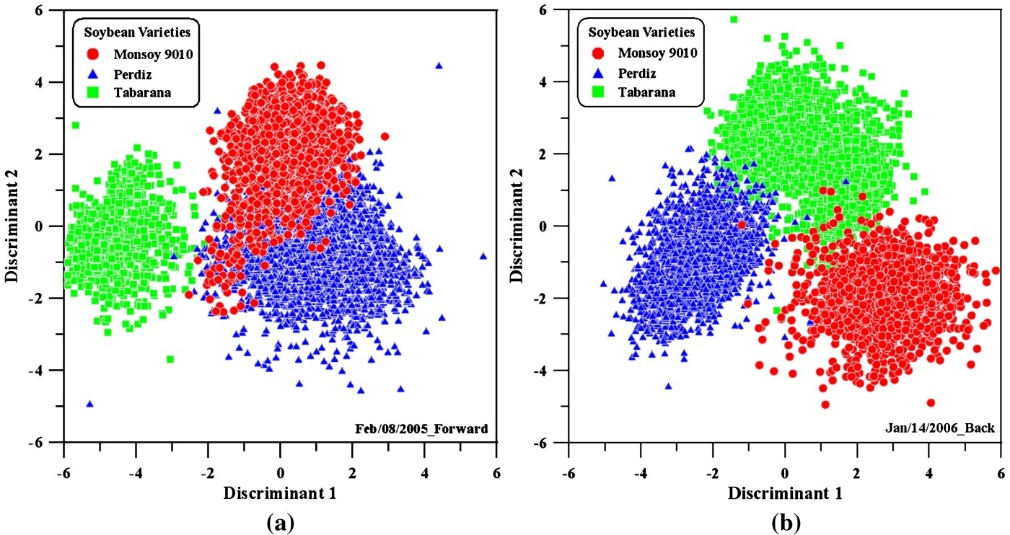 (a)
(b)
Soybean Varieties
Monsoy 9010
Perdiz
Tabarana
6
4
2
0
-2
-4
-6
Discriminant 2
Feb/08/2005_Forward
-6 -4 -2 0 2 4 6
Discriminant 1
(a)
Soybean Varieties
Monsoy 9010
Perdiz
Tabarana
6
4
2
0
-2
-4
-6
Discriminant 2
Jan/14/2006_Back
-6 -4 -2 0 2 4 6
Discriminant 1
(b)